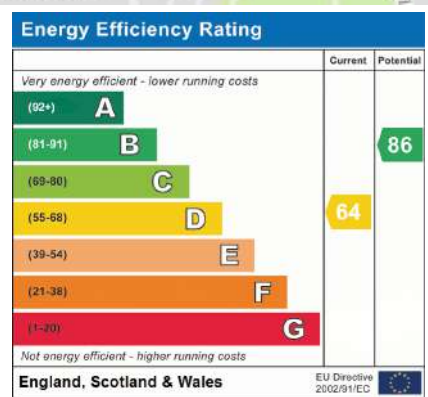 Energy Efficiency Rating
Current Potential
Very energy efficient - lower running costs
(92+) A
(81-91) B 86
(69-80) C
(55-68) D 64
(39-54) E
(21-38) F
(1-20) G
Not energy efficient - higher running costs
England, Scotland & Wales
EU Directive
2002/91/EC